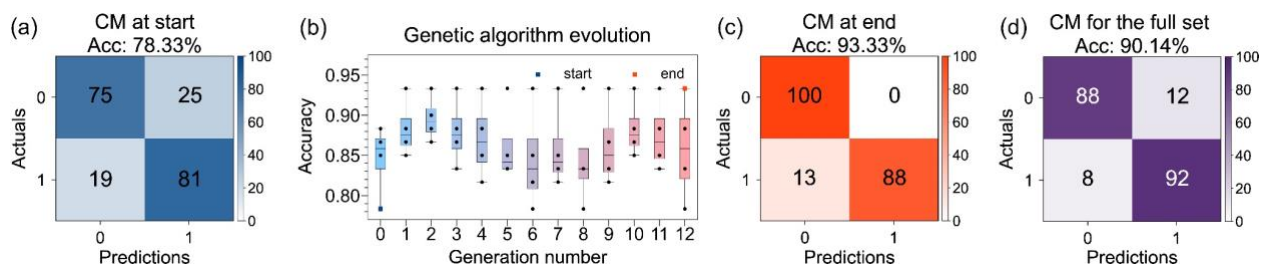 (a)
CM at start
Acc: 78.33%
100
80
60
40
20
0
75 25
19 81
0
1
Actuals
0 1
Predictions
(b)
Genetic algorithm evolution
start end
0.95
0.90
0.85
0.80
Accuracy
0 1 2 3 4 5 6 7 8 9 10 11 12
Generation number
(c)
CM at end
Acc: 93.33%
100
80
60
40
20
0
100 0
13 88
0
1
Actuals
0 1
Predictions
(d)
CM for the full set
Acc: 90.14%
100
80
60
40
20
0
88 12
8 92
0
1
Actuals
0 1
Predictions